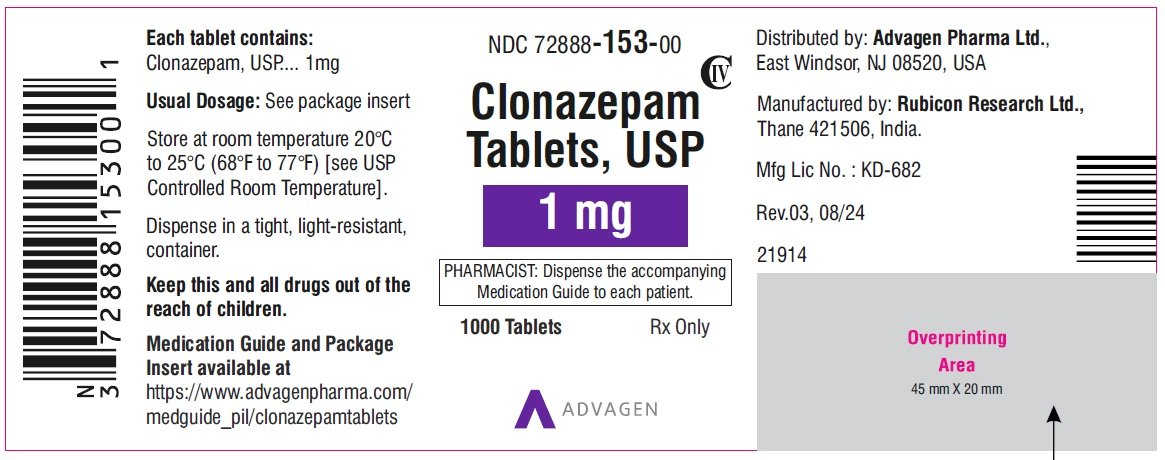 Each tablet contains:
Clonazepam, USP.... 1mg
Usual Dosage: See package insert
Store at room temperature 20°C
to 25°C (68°F to 77°F) [see USP
Controlled Room Temperature].
Dispense in a tight, light-resistant,
container.
Keep this and all drugs out of the
reach of children.
Medication Guide and Package
Insert available at
https://www.advagenpharma.com/
medguide_pil/clonazepamtablets
N
3 72888 15300 1
NDC 72888-153-00
CIV
Clonazepam
Tablets, USP
1 mg
PHARMACIST: Dispense the accompanying
Medication Guide to each patient.
1000 Tablets Rx Only
ADVAGEN
Distributed by: Advagen Pharma Ltd.,
East Windsor, NJ 08520, USA
Manufactured by: Rubicon Research Ltd.,
Thane 421506, India.
Mfg Lic No. : KD-682
Rev.03, 08/24
21914
Overprinting
Area
45 mm X 20 mm